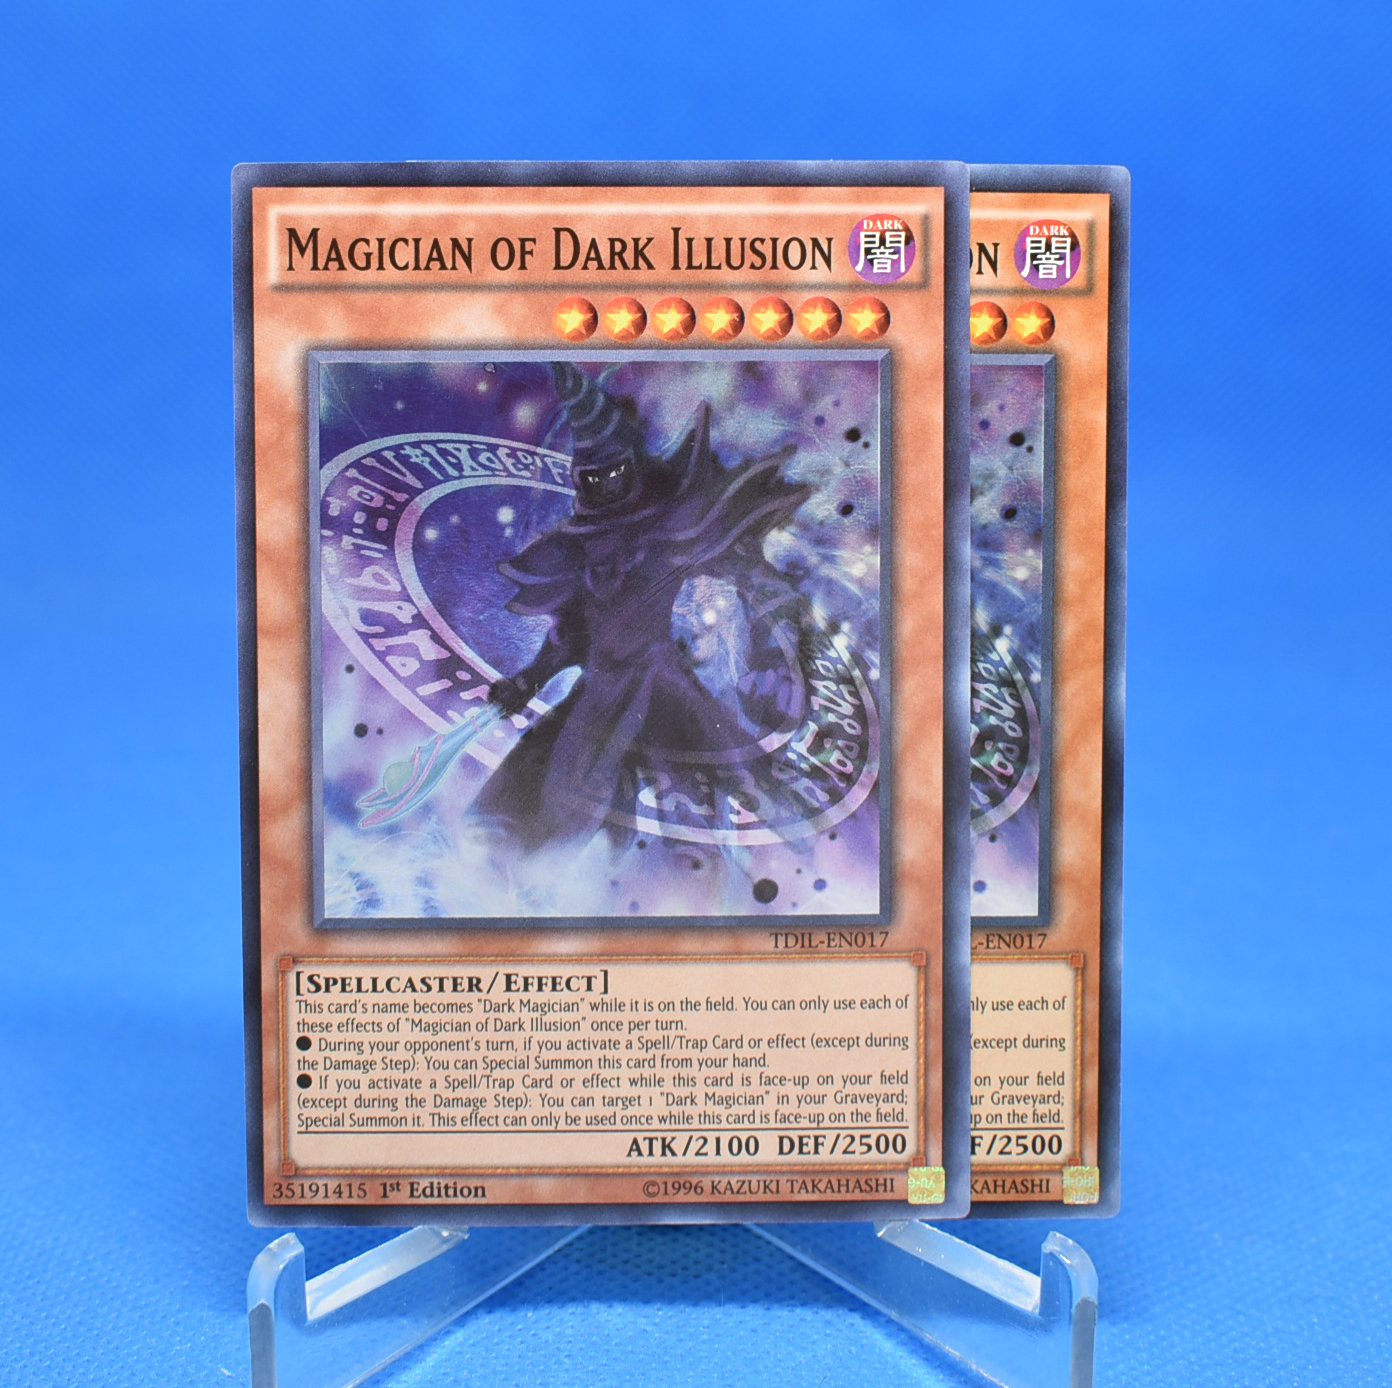 MAGICIAN OF DARK ILLUSION
DARK
闇
TDIL-EN017
[SPELLCASTER/EFFECT]
This card's name becomes "Dark Magician" while it is on the field. You can only use each of
these effects of "Magician of Dark Illusion" once per turn.
● During your opponent's turn, if you activate a Spell/Trap Card or effect (except during
the Damage Step): You can Special Summon this card from your hand.
● If you activate a Spell/Trap Card or effect while this card is face-up on your field
(except during the Damage Step): You can target 1 "Dark Magician" in your Graveyard;
Special Summon it. This effect can only be used once while this card is face-up on the field.
ATK/2100 DEF/2500
35191415 1st Edition
©1996 KAZUKI TAKAHASHI
ON
DARK
闇
L-EN017
nly use each of
(except during
on your field
ur Graveyard;
p on the field.
F/2500
KAHASHI